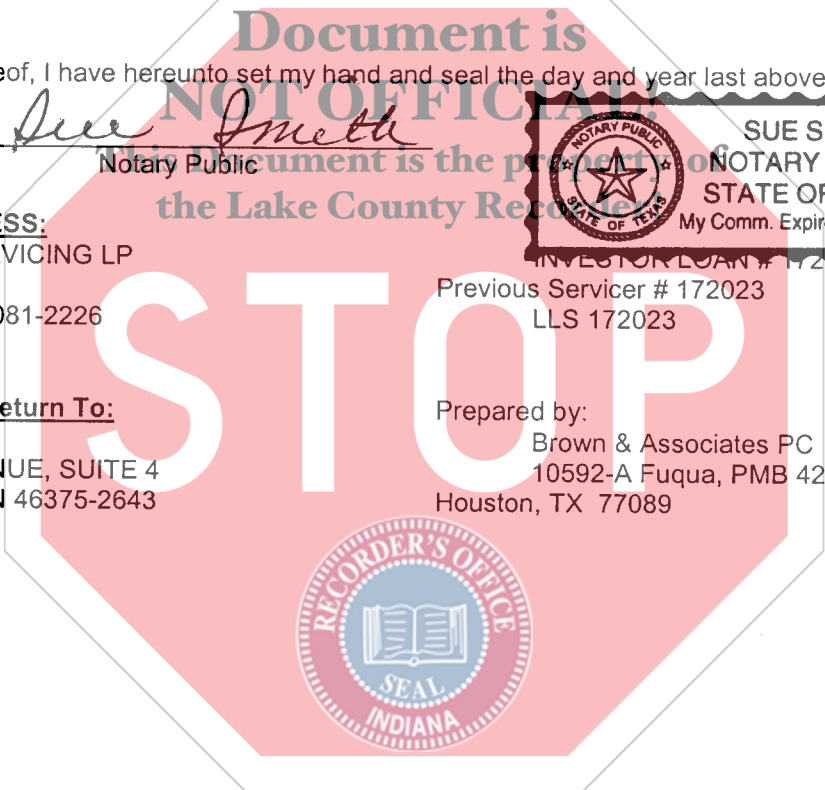 Document is
eof, I have hereunto set my hand and seal the day and year last above
NOT OFFICIAL!
Sue Smith
Notary Public
This Document is the property of
the Lake County Recorder!
SUE S
NOTARY
STATE OF
My Comm. Expir
NOTARY PUBLIC
STATE OF TEXAS
ESS:
VICING LP
081-2226
INVESTOR LOAN # 172
Previous Servicer # 172023
LLS 172023
STOP
eturn To:
NUE, SUITE 4
N 46375-2643
Prepared by:
Brown & Associates PC
10592-A Fuqua, PMB 42
Houston, TX 77089
RECORDER'S OFFICE
SEAL
INDIANA